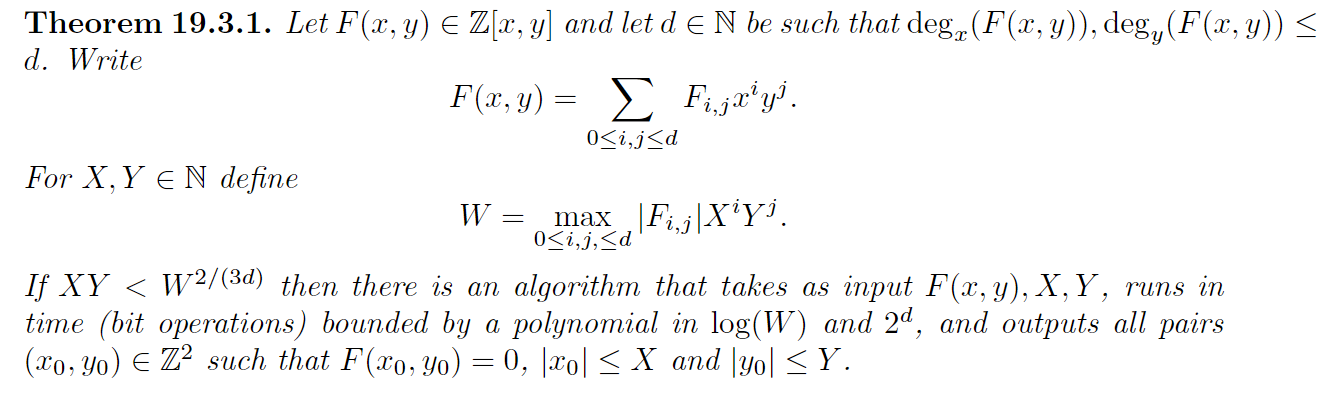 Theorem 19.3.1. Let F(x, y) ∈ ℤ[x, y] and let d ∈ ℕ be such that deg_x(F(x, y)), deg_y(F(x, y)) ≤
d. Write
F(x, y) = ∑_{0≤i,j≤d} F_{i,j}x^i y^j.
For X, Y ∈ ℕ define
W = max_{0≤i,j,≤d} |F_{i,j}|X^i Y^j.
If XY < W^{2/(3d)} then there is an algorithm that takes as input F(x, y), X, Y, runs in
time (bit operations) bounded by a polynomial in log(W) and 2^d, and outputs all pairs
(x_0, y_0) ∈ ℤ^2 such that F(x_0, y_0) = 0, |x_0| ≤ X and |y_0| ≤ Y.